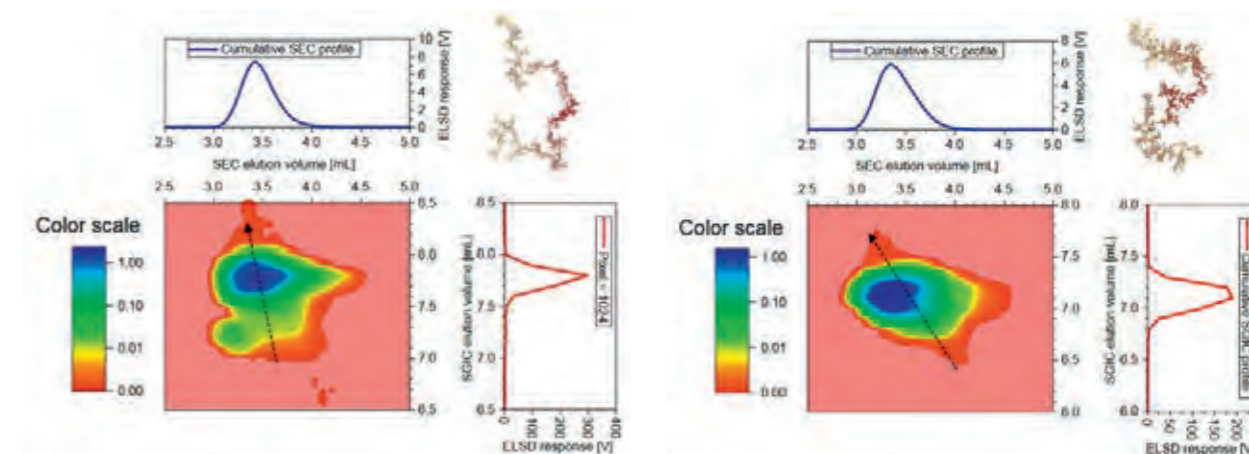 Cumulative SEC profile
10
8
6
4
2
0
ELSD response [V]
2.5 3.0 3.5 4.0 4.5 5.0
SEC elution volume [mL]
2.5 3.0 3.5 4.0 4.5 5.0
Color scale
1.00
0.10
0.01
0.00
8.5
8.0
7.5
7.0
6.5
SGIC elution volume [mL]
8.5
8.0
7.5
7.0
6.5
Pixel = 1024
0 100 200 300 400
ELSD response [V]
Cumulative SEC profile
8
6
4
2
0
ELSD response [V]
2.5 3.0 3.5 4.0 4.5 5.0
SEC elution volume [mL]
2.5 3.0 3.5 4.0 4.5 5.0
Color scale
1.00
0.10
0.01
0.00
8.0
7.5
7.0
6.5
6.0
SGIC elution volume [mL]
8.0
7.5
7.0
6.5
6.0
Cumulative SGIC profile
0 50 100 150 200
ELSD response [V